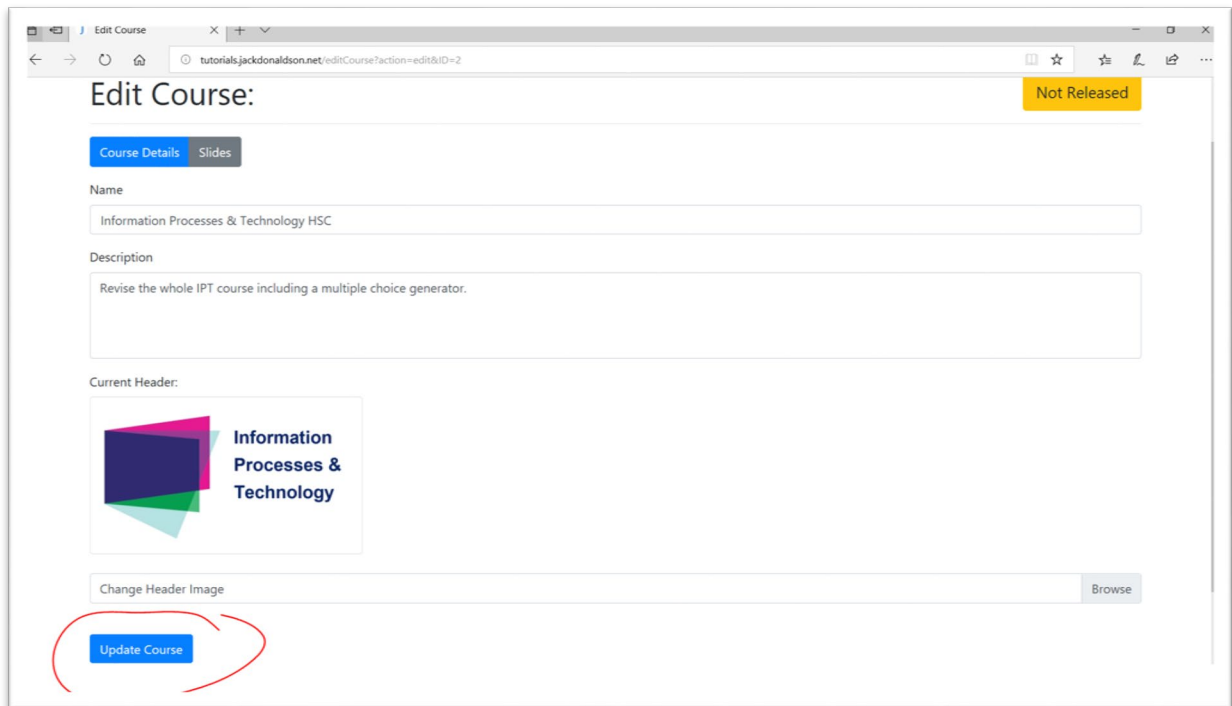 Edit Course
tutorials.jackdonaldson.net/editCourse?action=edit&ID=2
Edit Course:
Not Released
Course Details Slides
Name
Information Processes & Technology HSC
Description
Revise the whole IPT course including a multiple choice generator.
Current Header:
Information
Processes &
Technology
Change Header Image Browse
Update Course